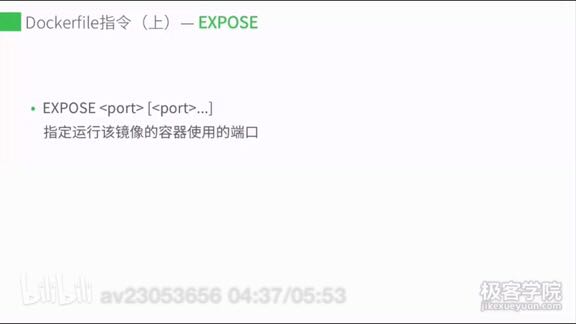 Dockerfile指令（上）— EXPOSE
• EXPOSE <port> [<port>...]
指定运行该镜像的容器使用的端口
bilibili av23053656 04:37/05:53
极客学院
jikexueyuan.com